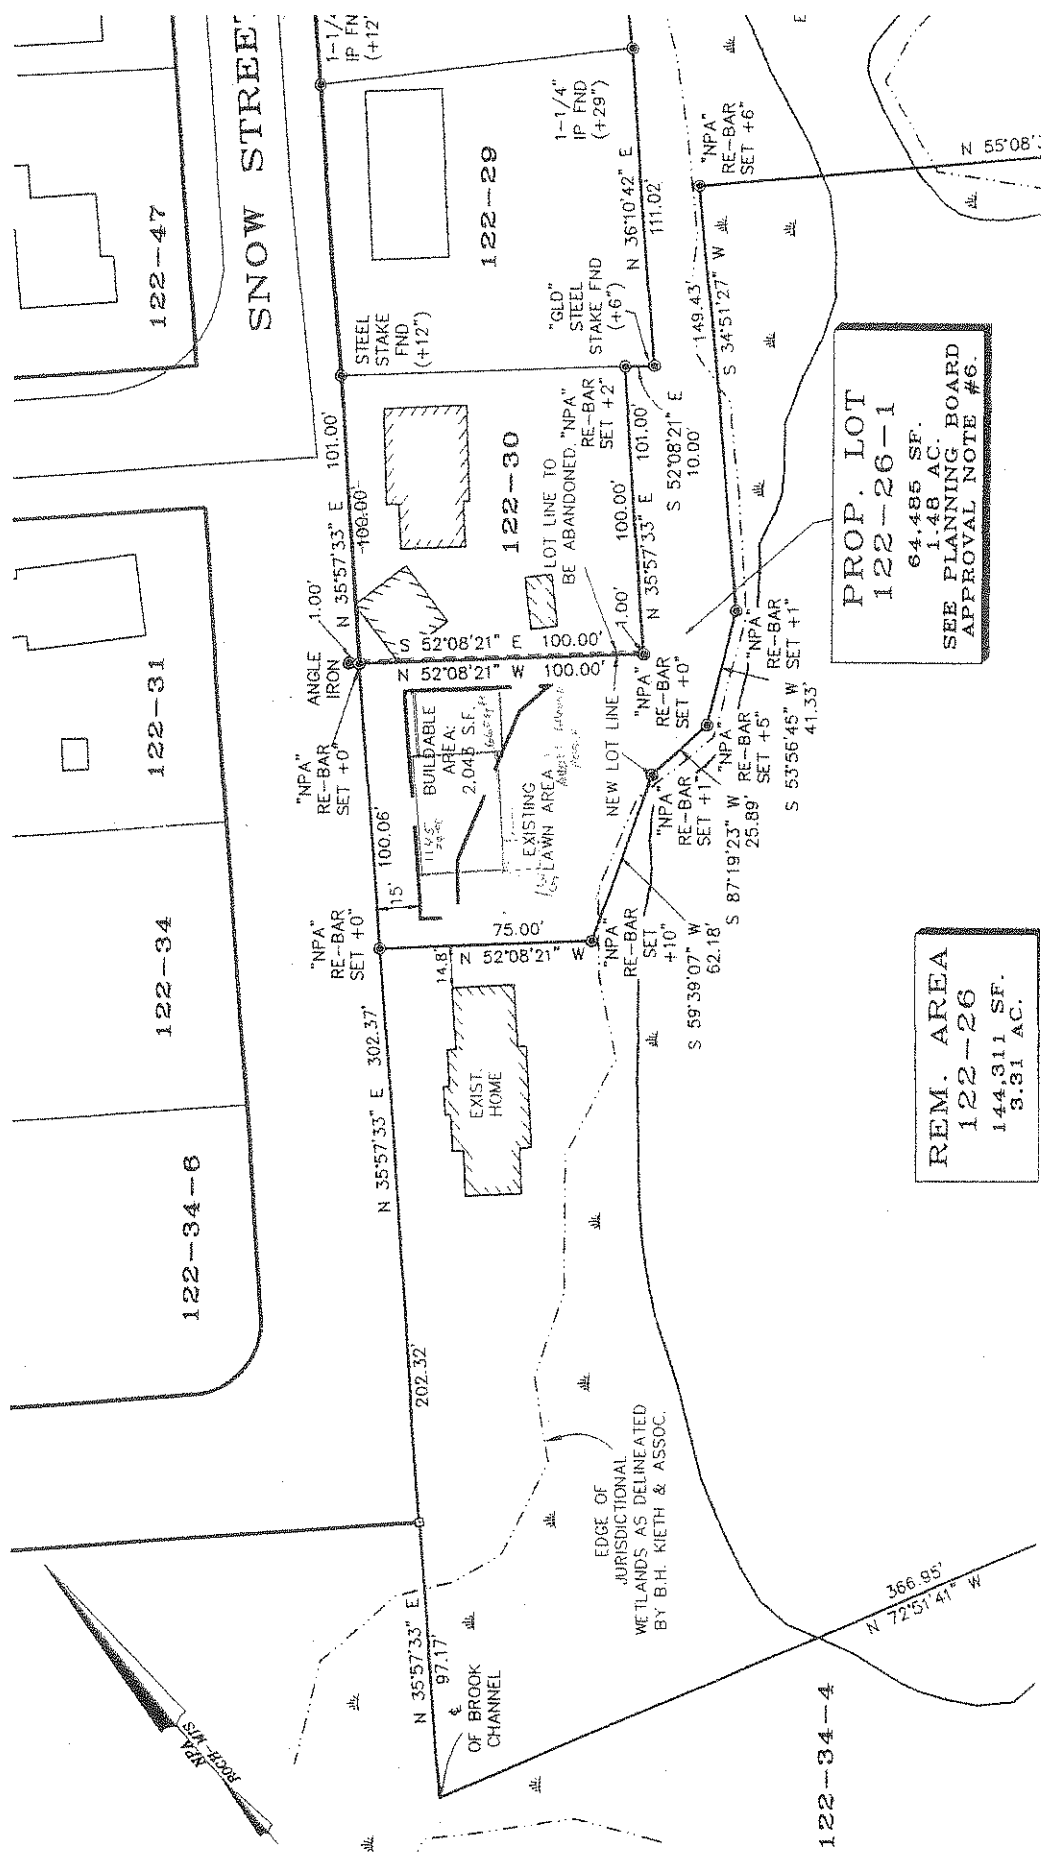 SNOW STREET
122-47
122-31
122-34
122-34-6
122-29
122-30
1-1/4"
IP FN
(+12'
1-1/4"
IP FND
(+29")
N 36°10'42" E
111.02'
"NPA"
RE-BAR
SET +6"
N 55°08'
E
STEEL
STAKE
FND
(+12")
"GLD"
STEEL
STAKE FND
(+6")
149.43'
S 34°51'27" W
N 35°57'33" E 101.00'
100.00'
1.00'
ANGLE
IRON
LOT LINE TO
BE ABANDONED.
"NPA"
RE-BAR
SET +2"
100.00' 101.00'
1.00' N 35°57'33" E
S 52°08'21" E
10.00'
S 52°08'21" E 100.00'
N 52°08'21" W 100.00'
"NPA"
RE-BAR
SET +0"
"NPA"
RE-BAR
SET +0"
NEW LOT LINE
BUILDABLE
AREA:
2,043 S.F.
1145
EXISTING
LAWN AREA
100.06'
15'
"NPA"
RE-BAR
SET +0"
75.00'
N 52°08'21" W
14.8'
"NPA"
RE-BAR
SET
+10"
S 59°39'07" W
62.18'
"NPA"
RE-BAR
SET +1"
S 87°19'23" W
25.89'
"NPA"
RE-BAR
SET +5"
S 53°56'45" W
41.33'
"NPA"
RE-BAR
SET +1"
PROP. LOT
122-26-1
64,485 SF.
1.48 AC.
SEE PLANNING BOARD
APPROVAL NOTE #6.
REM. AREA
122-26
144,311 SF.
3.31 AC.
EXIST.
HOME
N 35°57'33" E 302.37'
202.32'
EDGE OF
JURISDICTIONAL
WETLANDS AS DELINEATED
BY B.H. KIETH & ASSOC.
N 35°57'33" E
97.17'
℄
OF BROOK
CHANNEL
366.95'
N 72°51'41" W
122-34-4
NPA
ROCH-MTS